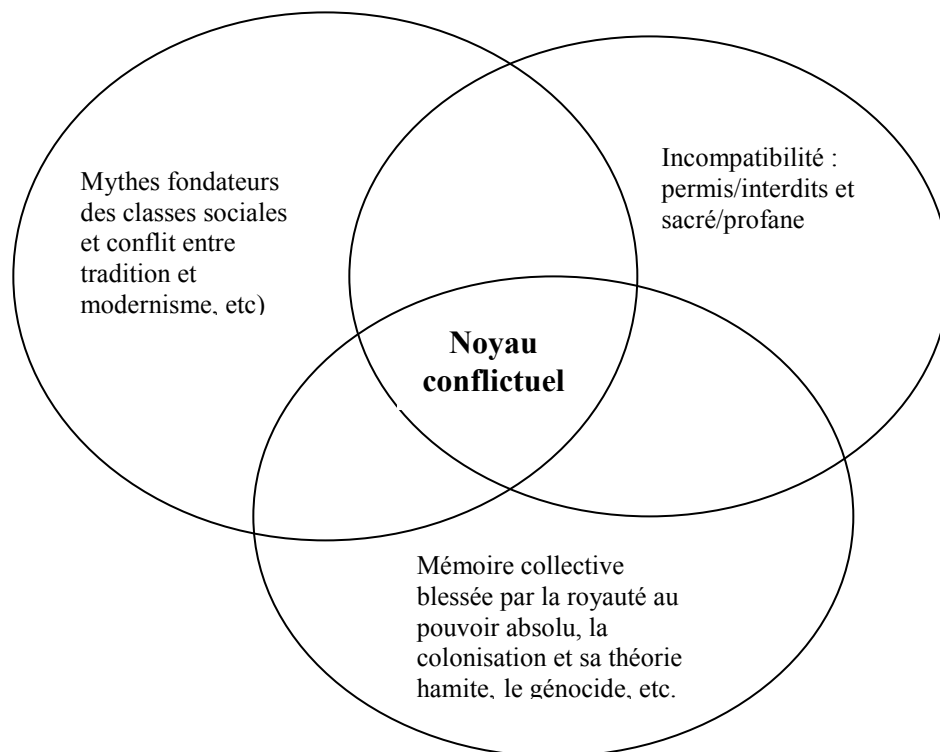 Mythes fondateurs
des classes sociales
et conflit entre
tradition et
modernisme, etc)
Incompatibilité :
permis/interdits et
sacré/profane
Noyau
conflictuel
Mémoire collective
blessée par la royauté au
pouvoir absolu, la
colonisation et sa théorie
hamite, le génocide, etc.